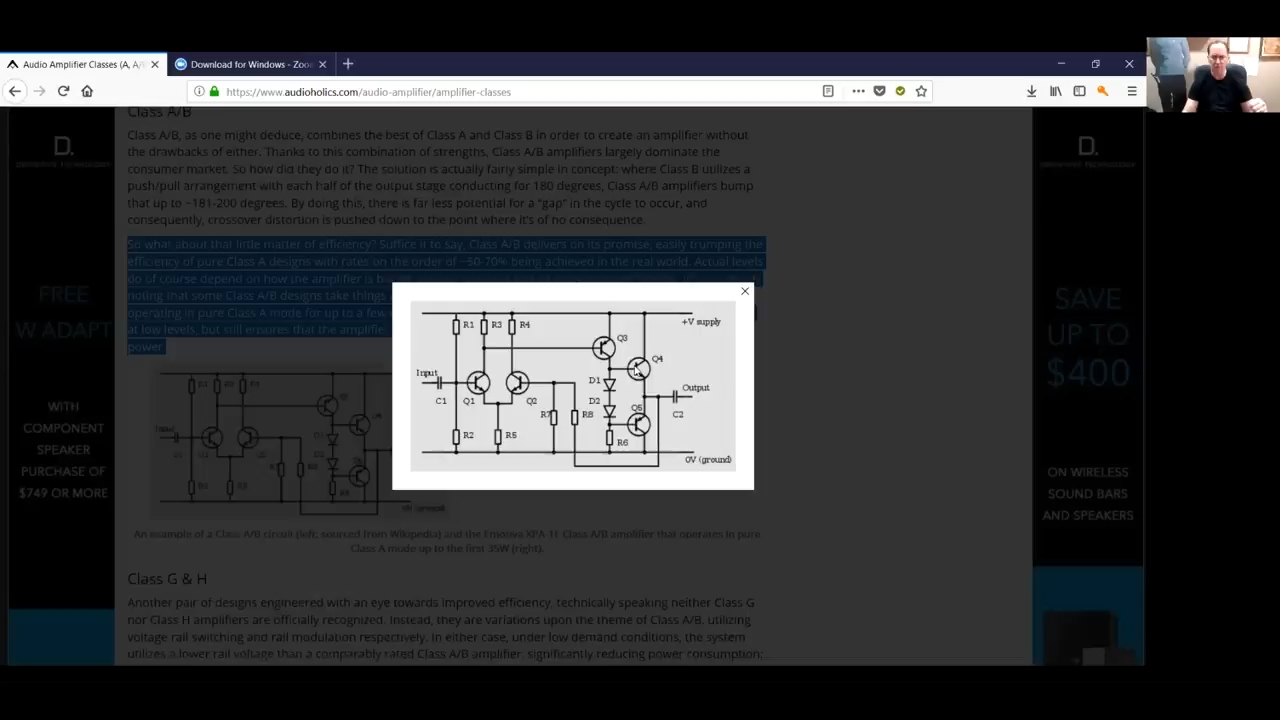 Audio Amplifier Classes (A, A/B
Download for Windows - Zoo
https://www.audioholics.com/audio-amplifier/amplifier-classes
Class A/B
Class A/B, as one might deduce, combines the best of Class A and Class B in order to create an amplifier without
the drawbacks of either. Thanks to this combination of strengths, Class A/B amplifiers largely dominate the
consumer market. So how did they do it? The solution is actually fairly simple in concept: where Class B utilizes a
push/pull arrangement with each half of the output stage conducting for 180 degrees, Class A/B amplifiers bump
that up to ~181-200 degrees. By doing this, there is far less potential for a "gap" in the cycle to occur, and
consequently, crossover distortion is pushed down to the point where it's of no consequence.
So what about that little matter of efficiency? Suffice it to say, Class A/B delivers on its promise, easily trumping the
efficiency of pure Class A designs with rates on the order of ~50-70% being achieved in the real world. Actual levels
do of course depend on how the amplifier is
noting that some Class A/B designs take things
operating in pure Class A mode for up to a few
at low levels, but still ensures that the amplifier
power.
R1 R3 R4 Q3 +V supply
Q4
Input D1 Output
C1 Q1 Q2 D2 Q5 C2
R7 R8
R2 R5 R6
0V (ground)
An example of a Class A/B circuit (left; sourced from Wikipedia) and the Emotiva XPA-1L Class A/B amplifier that operates in pure
Class A mode up to the first 35W (right).
Class G & H
Another pair of designs engineered with an eye towards improved efficiency, technically speaking neither Class G
nor Class H amplifiers are officially recognized. Instead, they are variations upon the theme of Class A/B, utilizing
voltage rail switching and rail modulation respectively. In either case, under low demand conditions, the system
utilizes a lower rail voltage than a comparably rated Class A/B amplifier, significantly reducing power consumption;
D.
FREE
W ADAPT
WITH
COMPONENT
SPEAKER
PURCHASE OF
$749 OR MORE
D.
SAVE
UP TO
$400
ON WIRELESS
SOUND BARS
AND SPEAKERS